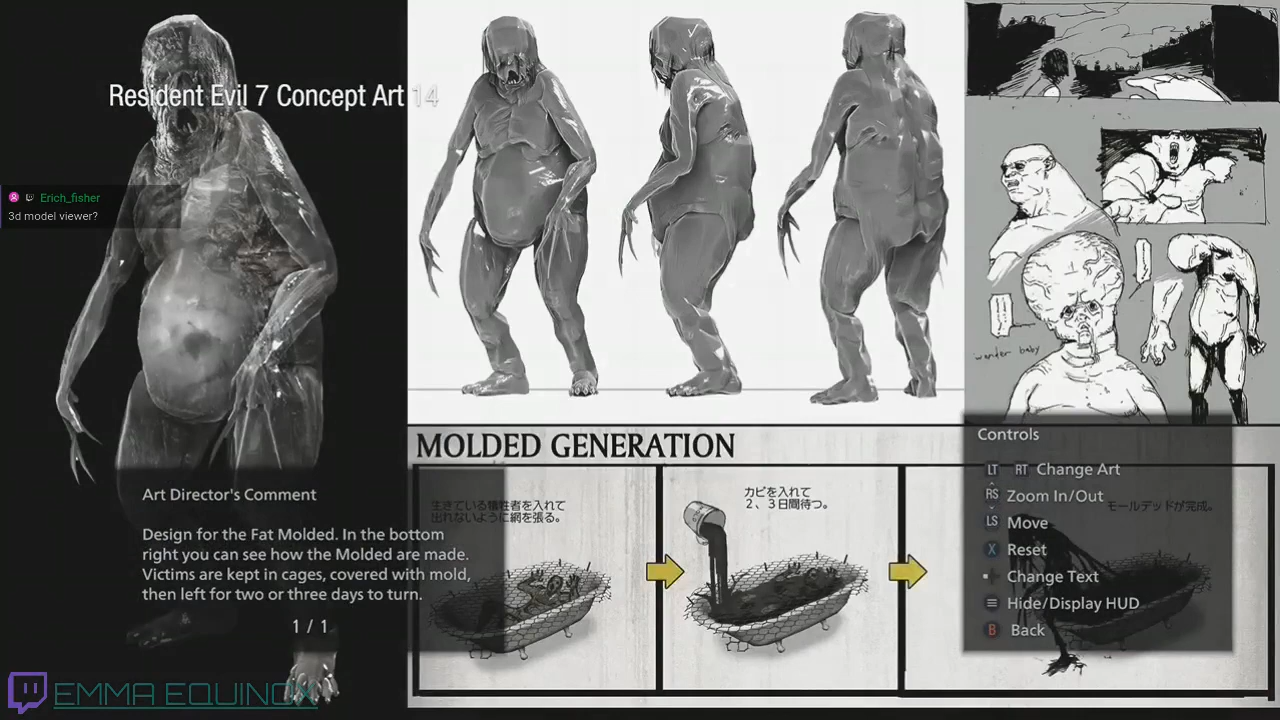 Resident Evil 7 Concept Art 14
Erich_fisher
3d model viewer?
wonder baby
MOLDED GENERATION
生きている犠牲者を入れて
出れないように網を張る。
カビを入れて
2、3日間待つ。
モールデッドが完成。
Art Director's Comment
Design for the Fat Molded. In the bottom
right you can see how the Molded are made.
Victims are kept in cages, covered with mold,
then left for two or three days to turn.
1 / 1
Controls
LT RT Change Art
RS Zoom In/Out
LS Move
X Reset
Change Text
Hide/Display HUD
B Back
EMMA EQUINOX